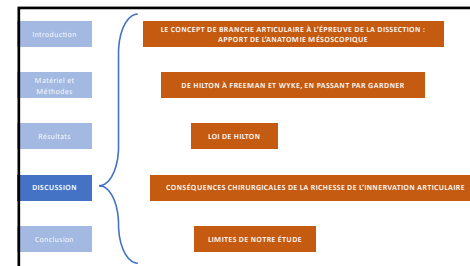 Introduction
LE CONCEPT DE BRANCHE ARTICULAIRE À L'ÉPREUVE DE LA DISSECTION :
APPORT DE L'ANATOMIE MÉSOSCOPIQUE
Matériel et
Méthodes
DE HILTON À FREEMAN ET WYKE, EN PASSANT PAR GARDNER
Résultats
LOI DE HILTON
DISCUSSION
CONSÉQUENCES CHIRURGICALES DE LA RICHESSE DE L'INNERVATION ARTICULAIRE
Conclusion
LIMITES DE NOTRE ÉTUDE